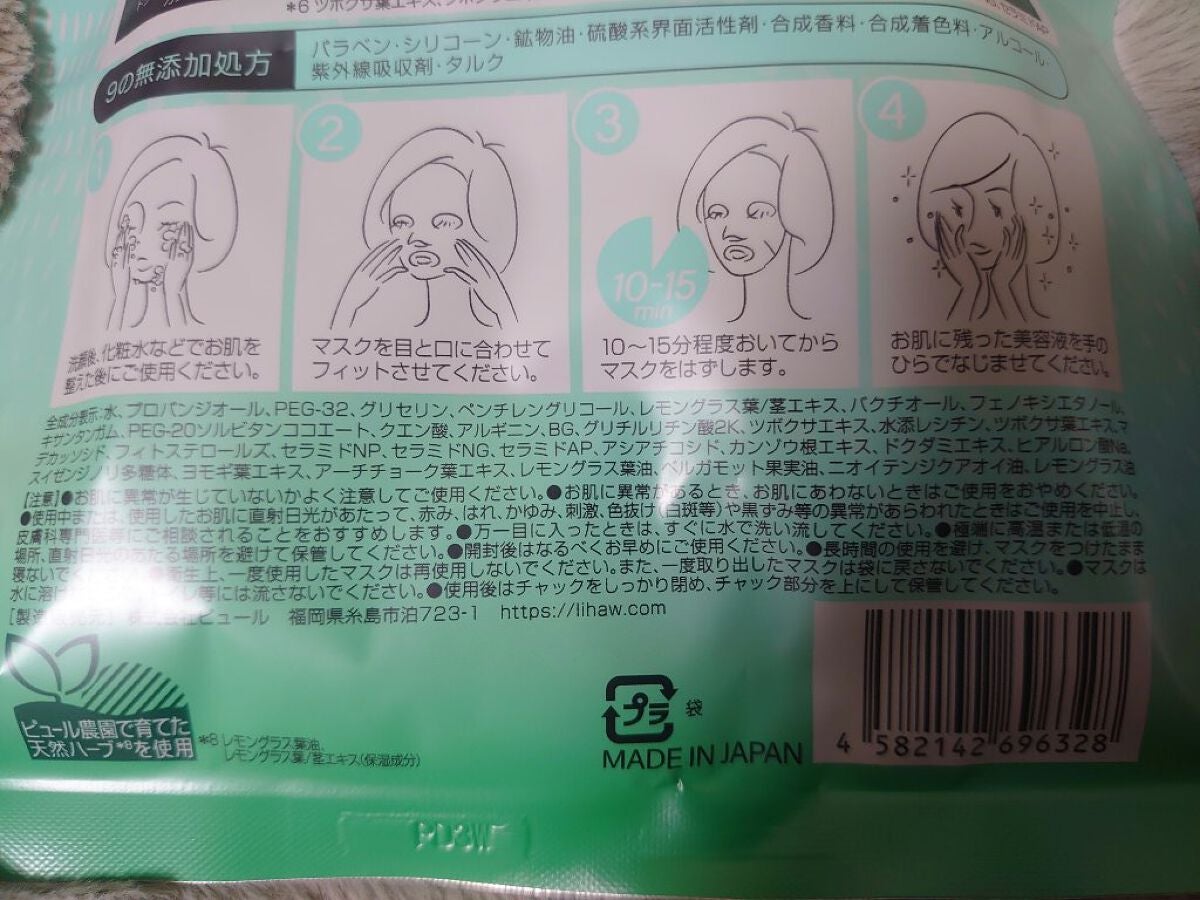 *6 ツボクサ葉エキス、
9の無添加処方
パラベン・シリコーン・鉱物油・硫酸系界面活性剤・合成香料・合成着色料・アルコール・
紫外線吸収剤・タルク
1
2
3
4
10-15
min
洗顔後、化粧水などでお肌を
整えた後にご使用ください。
マスクを目と口に合わせて
フィットさせてください。
10～15分程度おいてから
マスクをはずします。
お肌に残った美容液を手の
ひらでなじませてください。
全成分表示:水、プロパンジオール、PEG-32、グリセリン、ペンチレングリコール、レモングラス葉/茎エキス、バクチオール、フェノキシエタノール、
キサンタンガム、PEG-20ソルビタンココエート、クエン酸、アルギニン、BG、グリチルリチン酸2K、ツボクサエキス、水添レシチン、ツボクサ葉エキス、マ
デカッソシド、フィトステロールズ、セラミドNP、セラミドNG、セラミドAP、アシアチコシド、カンゾウ根エキス、ドクダミエキス、ヒアルロン酸Na、
スイゼンジノリ多糖体、ヨモギ葉エキス、アーチチョーク葉エキス、レモングラス葉油、ベルガモット果実油、ニオイテンジクアオイ油、レモングラス油
[注意]●お肌に異常が生じていないかよく注意してご使用ください。●お肌に異常があるとき、お肌にあわないときはご使用をおやめください。
●使用中または、使用したお肌に直射日光があたって、赤み、はれ、かゆみ、刺激、色抜け(白斑等)や黒ずみ等の異常があらわれたときはご使用を中止し、
皮膚科専門医等にご相談されることをおすすめします。●万一目に入ったときは、すぐに水で洗い流してください。●極端に高温または低温の
場所、直射日光のあたる場所を避けて保管してください。●開封後はなるべくお早めにご使用ください。●長時間の使用を避け、マスクをつけたまま
寝ないで 衛生上、一度使用したマスクは再使用しないでください。また、一度取り出したマスクは袋に戻さないでください。●マスクは
水に溶け 等には流さないでください。●使用後はチャックをしっかり閉め、チャック部分を上にして保管してください。
[製造販売元] 株式会社ピュール 福岡県糸島市泊723-1 https://lihaw.com
ピュール農園で育てた
天然ハーブ*8を使用
*8 レモングラス葉油、
レモングラス葉/茎エキス(保湿成分)
プラ
袋
MADE IN JAPAN
4 582142 696328
PD3W